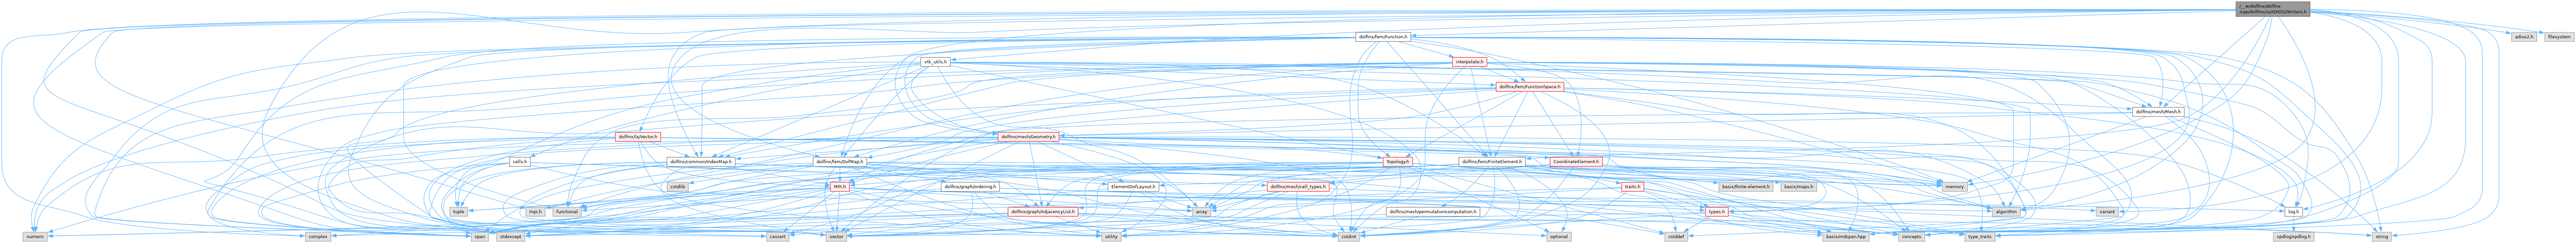 /__w/dolfinx/dolfinx
/cpp/dolfinx/io/ADIOS2Writers.h
dolfinx/fem/Function.h
adios2.h
filesystem
vtk_utils.h
interpolate.h
dolfinx/fem/FunctionSpace.h
dolfinx/mesh/Mesh.h
dolfinx/la/Vector.h
dolfinx/mesh/Geometry.h
cells.h
dolfinx/common/IndexMap.h
dolfinx/fem/DofMap.h
Topology.h
dolfinx/fem/FiniteElement.h
CoordinateElement.h
cstdlib
MPI.h
dolfinx/graph/ordering.h
ElementDofLayout.h
dolfinx/mesh/cell_types.h
traits.h
basix/finite-element.h
basix/maps.h
memory
tuple
mpi.h
functional
dolfinx/graph/AdjacencyList.h
array
dolfinx/mesh/permutationcomputation.h
types.h
algorithm
variant
log.h
numeric
span
stdexcept
complex
cassert
vector
utility
cstdint
optional
cstddef
basix/mdspan.hpp
concepts
type_traits
spdlog/spdlog.h
string